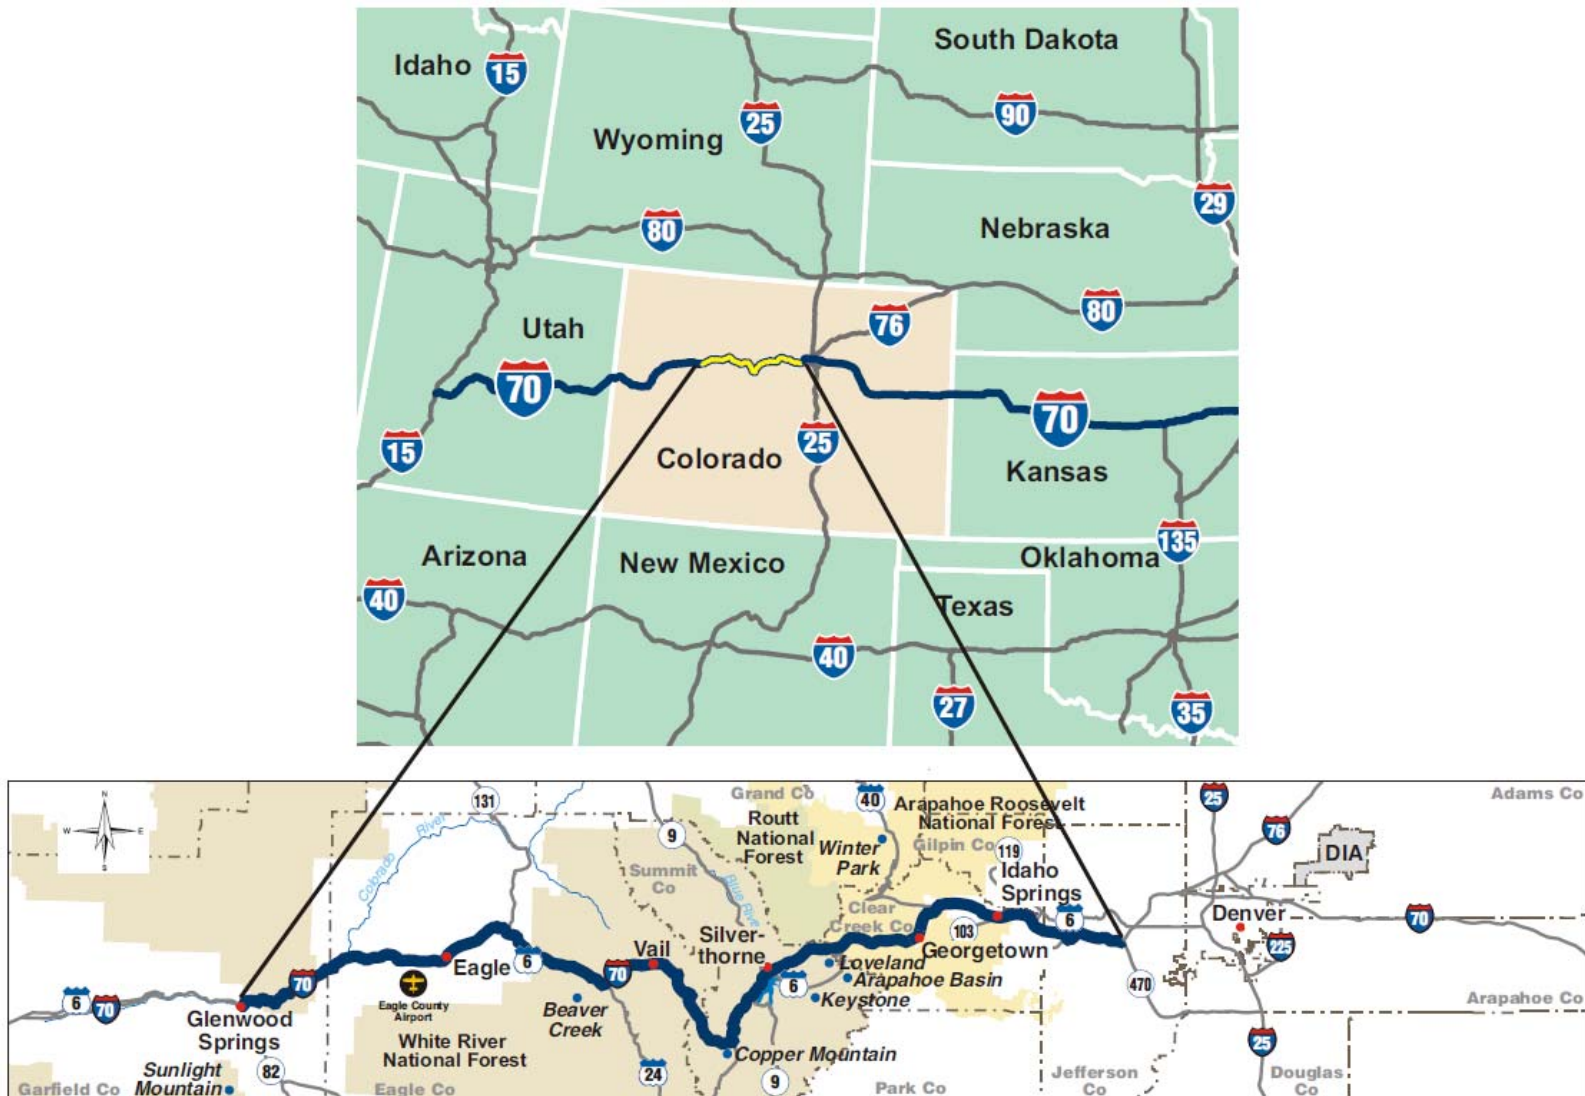 South Dakota
Idaho
15
90
25
Wyoming
29
80
Nebraska
80
76
Utah
70
70
15
25
Colorado
Kansas
135
Arizona
New Mexico
Oklahoma
40
Texas
40
27
35
N
W
E
S
131
9
Grand Co
40
Arapahoe Roosevelt
National Forest
25
Adams Co
76
Routt
National
Forest
Winter
Park
Gilpin Co
119
DIA
Colorado
River
Summit
Co
Blue River
Idaho
Springs
Clear
Creek Co
103
6
Denver
70
225
Vail
Silver-
thorne
Georgetown
Eagle
6
70
Loveland
6
Arapahoe Basin
Keystone
470
70
6
70
Eagle County
Airport
Beaver
Creek
Arapahoe Co
Glenwood
Springs
White River
National Forest
25
Copper Mountain
Sunlight
Mountain
82
24
9
Garfield Co
Eagle Co
Park Co
Jefferson
Co
Douglas
Co